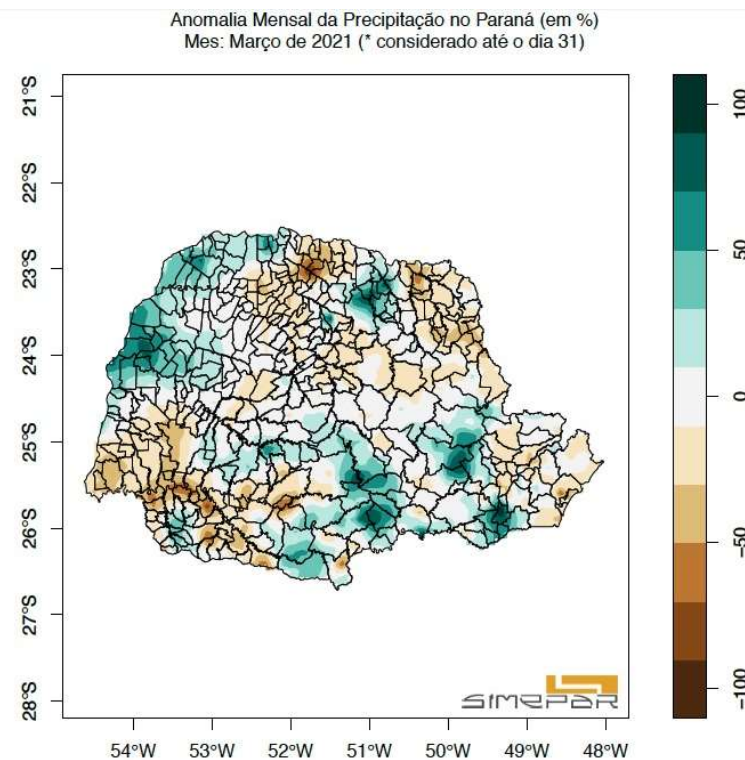 Anomalia Mensal da Precipitação no Paraná (em %)
Mes: Março de 2021 (* considerado até o dia 31)
21°S
22°S
23°S
24°S
25°S
26°S
27°S
28°S
54°W 53°W 52°W 51°W 50°W 49°W 48°W
100
50
0
−50
−100
SIMEPAR